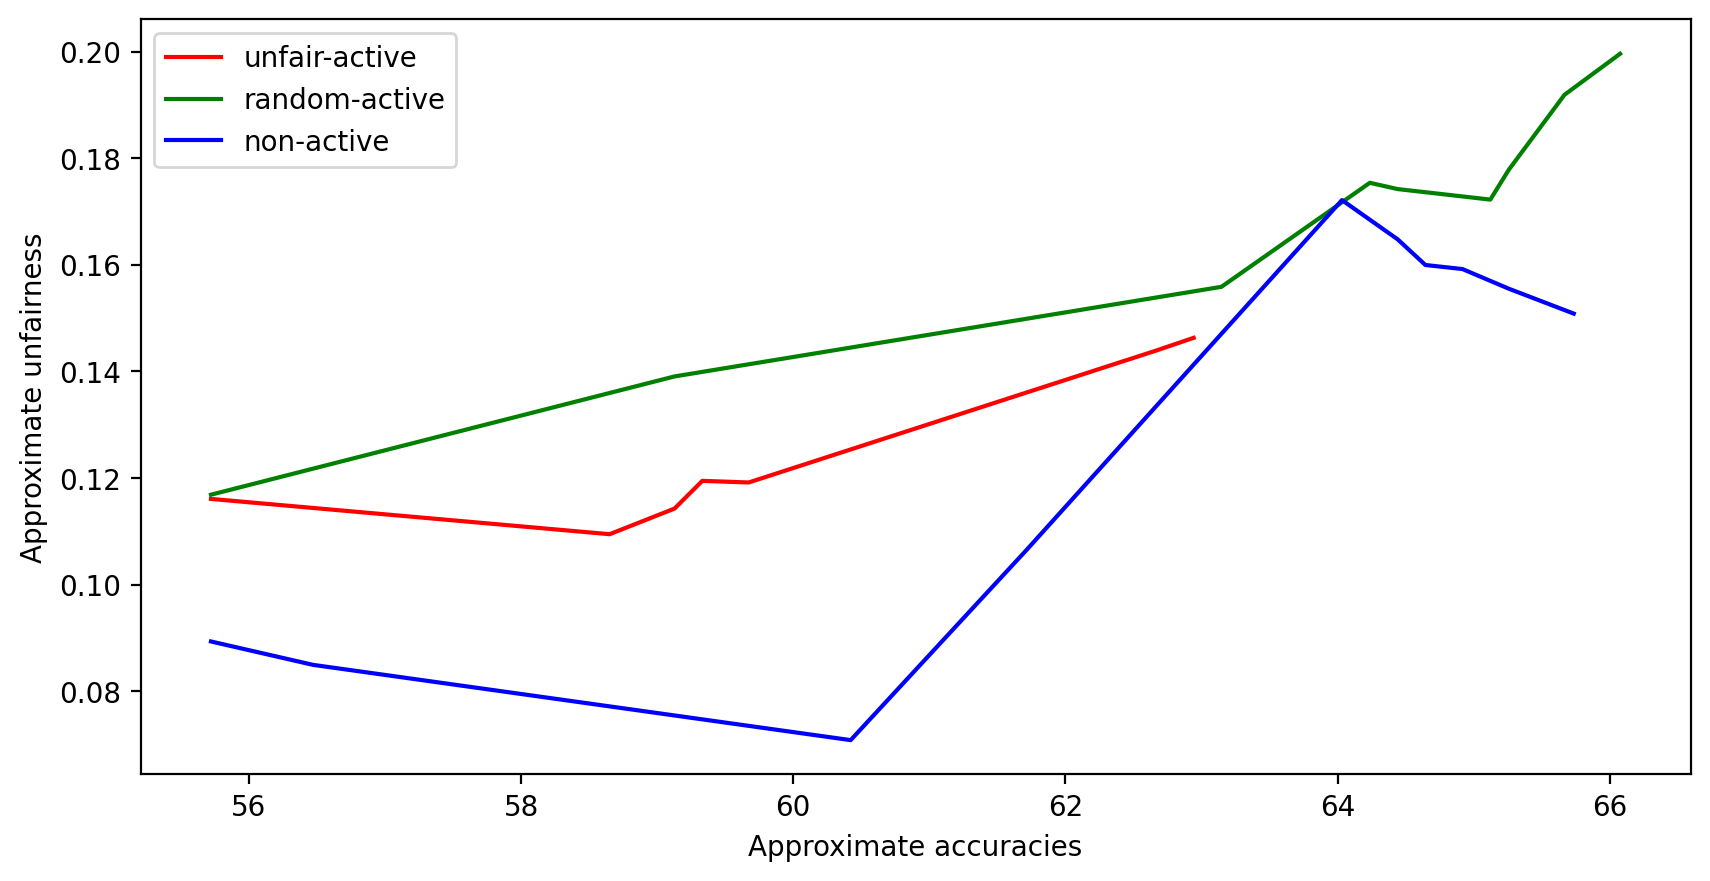 unfair-active
random-active
non-active
0.20
0.18
0.16
0.14
0.12
0.10
0.08
Approximate unfairness
56 58 60 62 64 66
Approximate accuracies